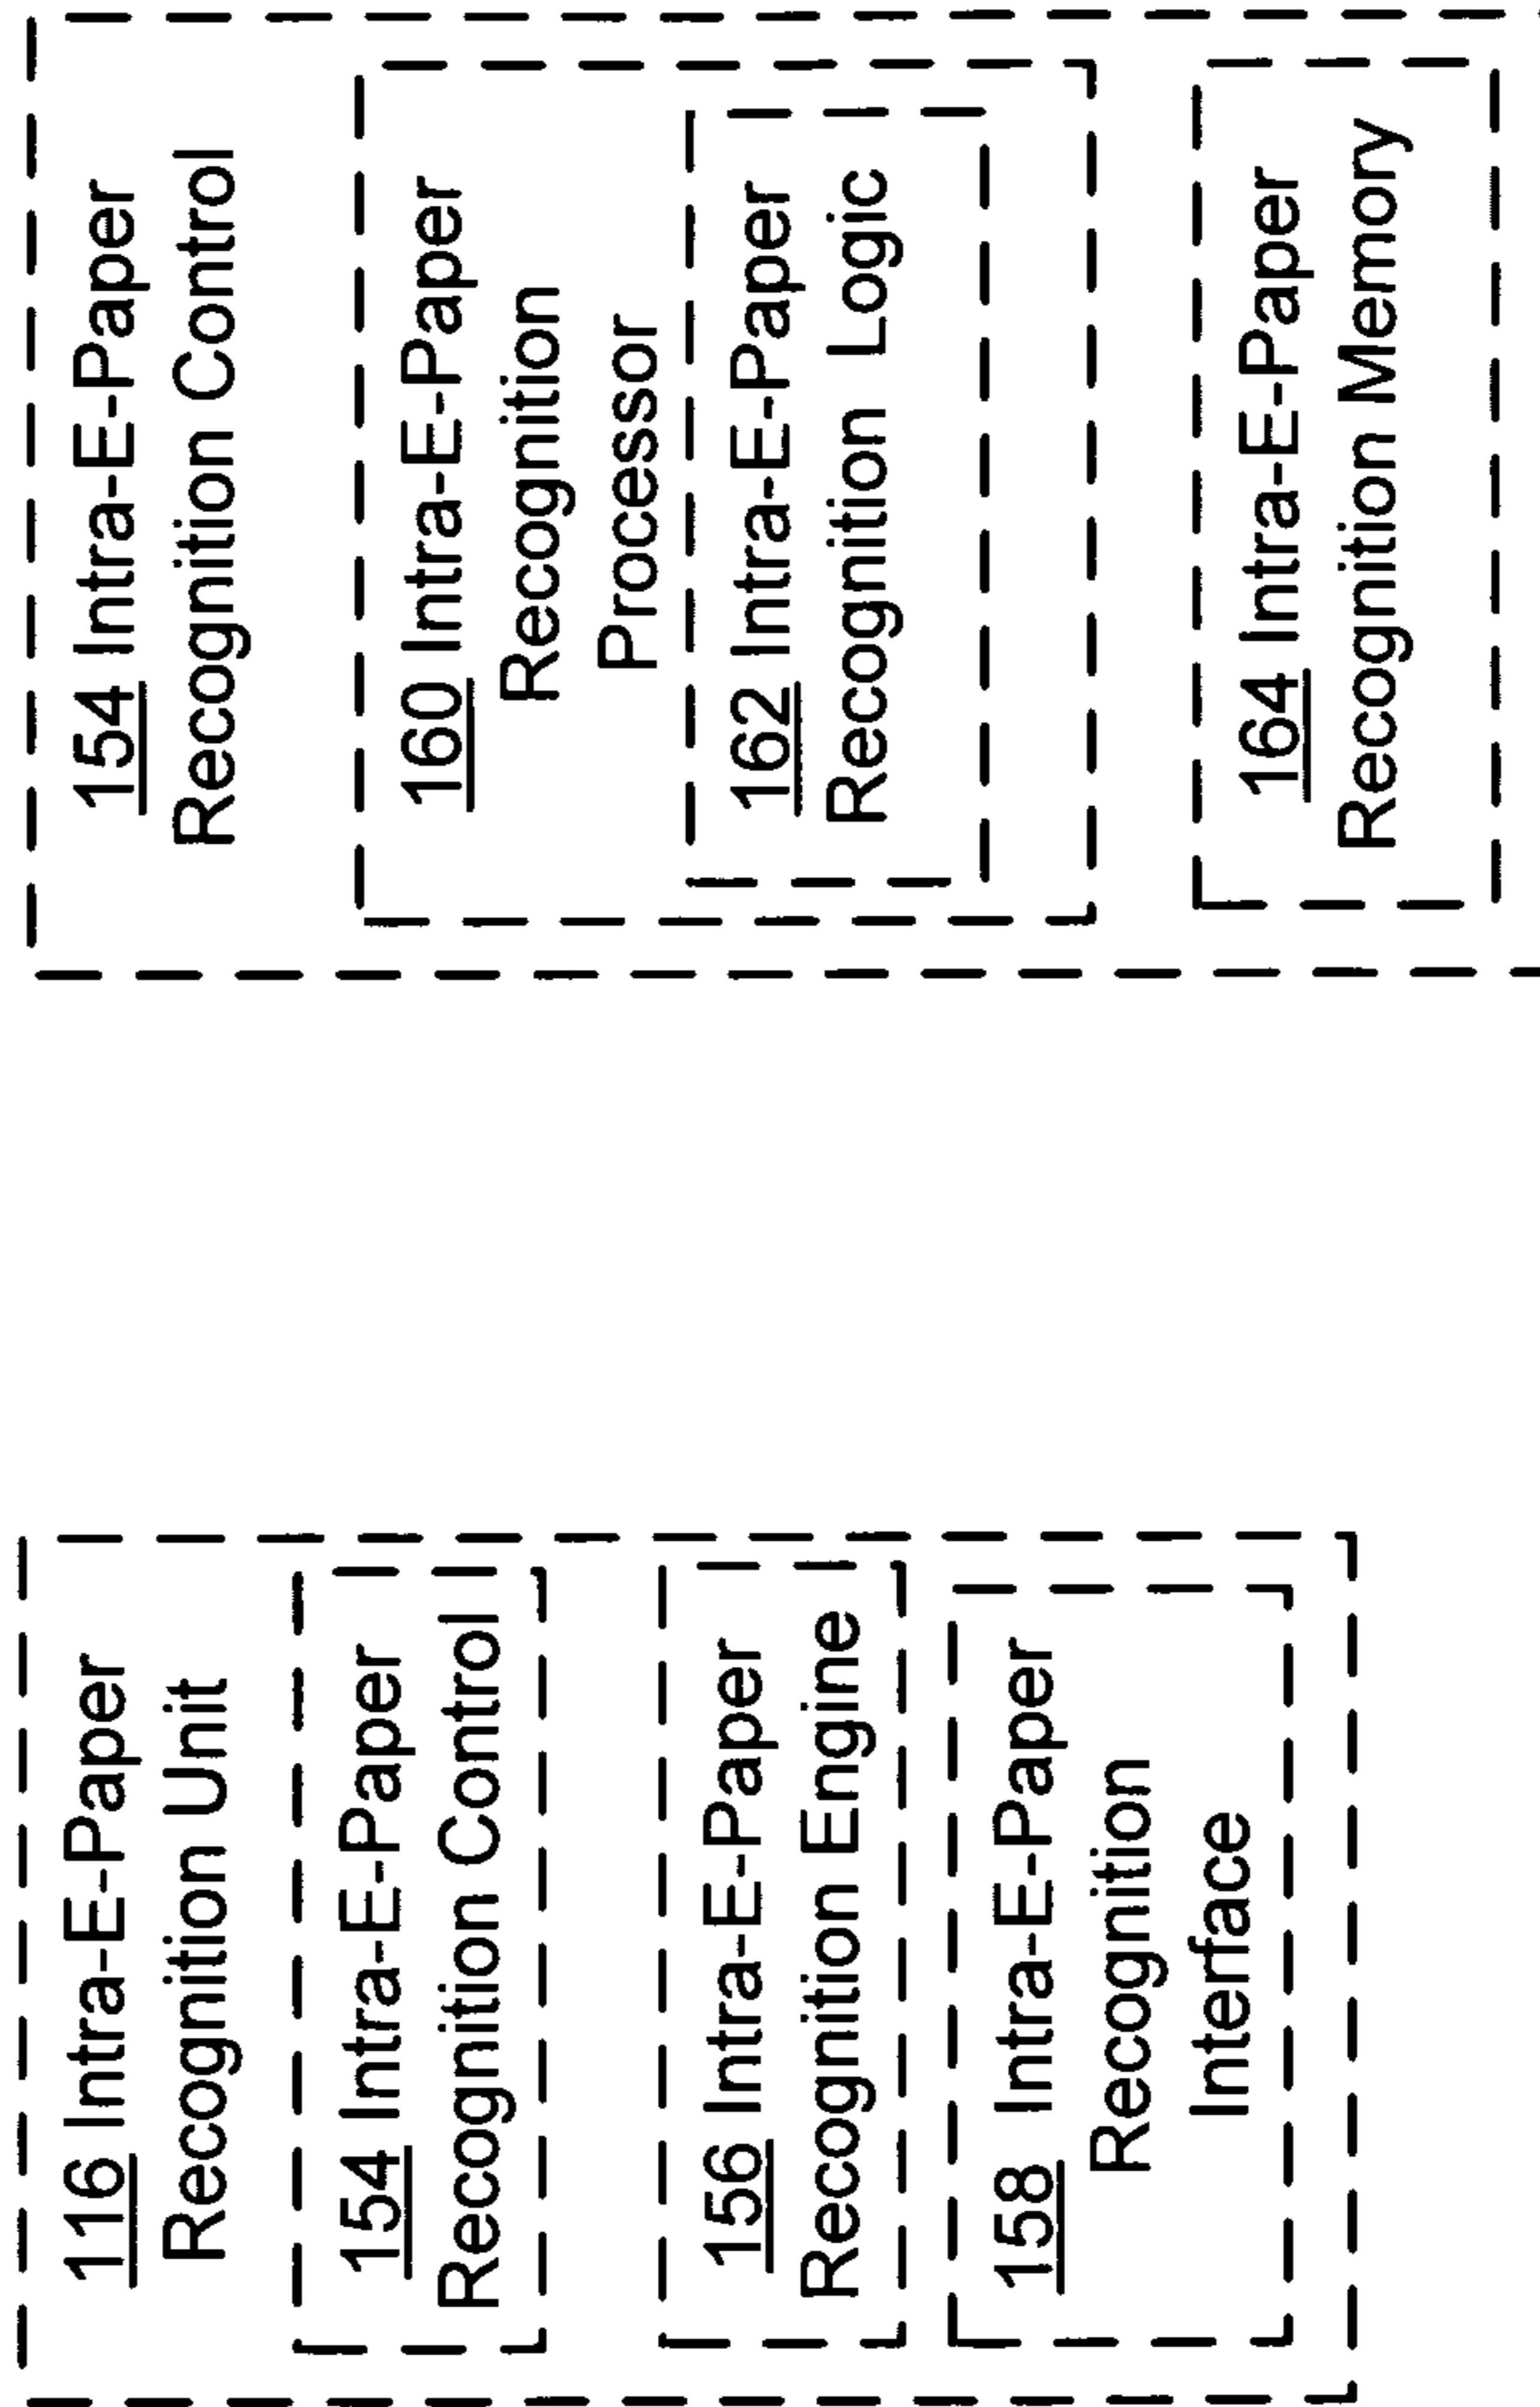 116 Intra-E-Paper
Recognition Unit
154 Intra-E-Paper
Recognition Control
156 Intra-E-Paper
Recognition Engine
158 Intra-E-Paper
Recognition
Interface
154 Intra-E-Paper
Recognition Control
160 Intra-E-Paper
Recognition
Processor
162 Intra-E-Paper
Recognition Logic
164 Intra-E-Paper
Recognition Memory